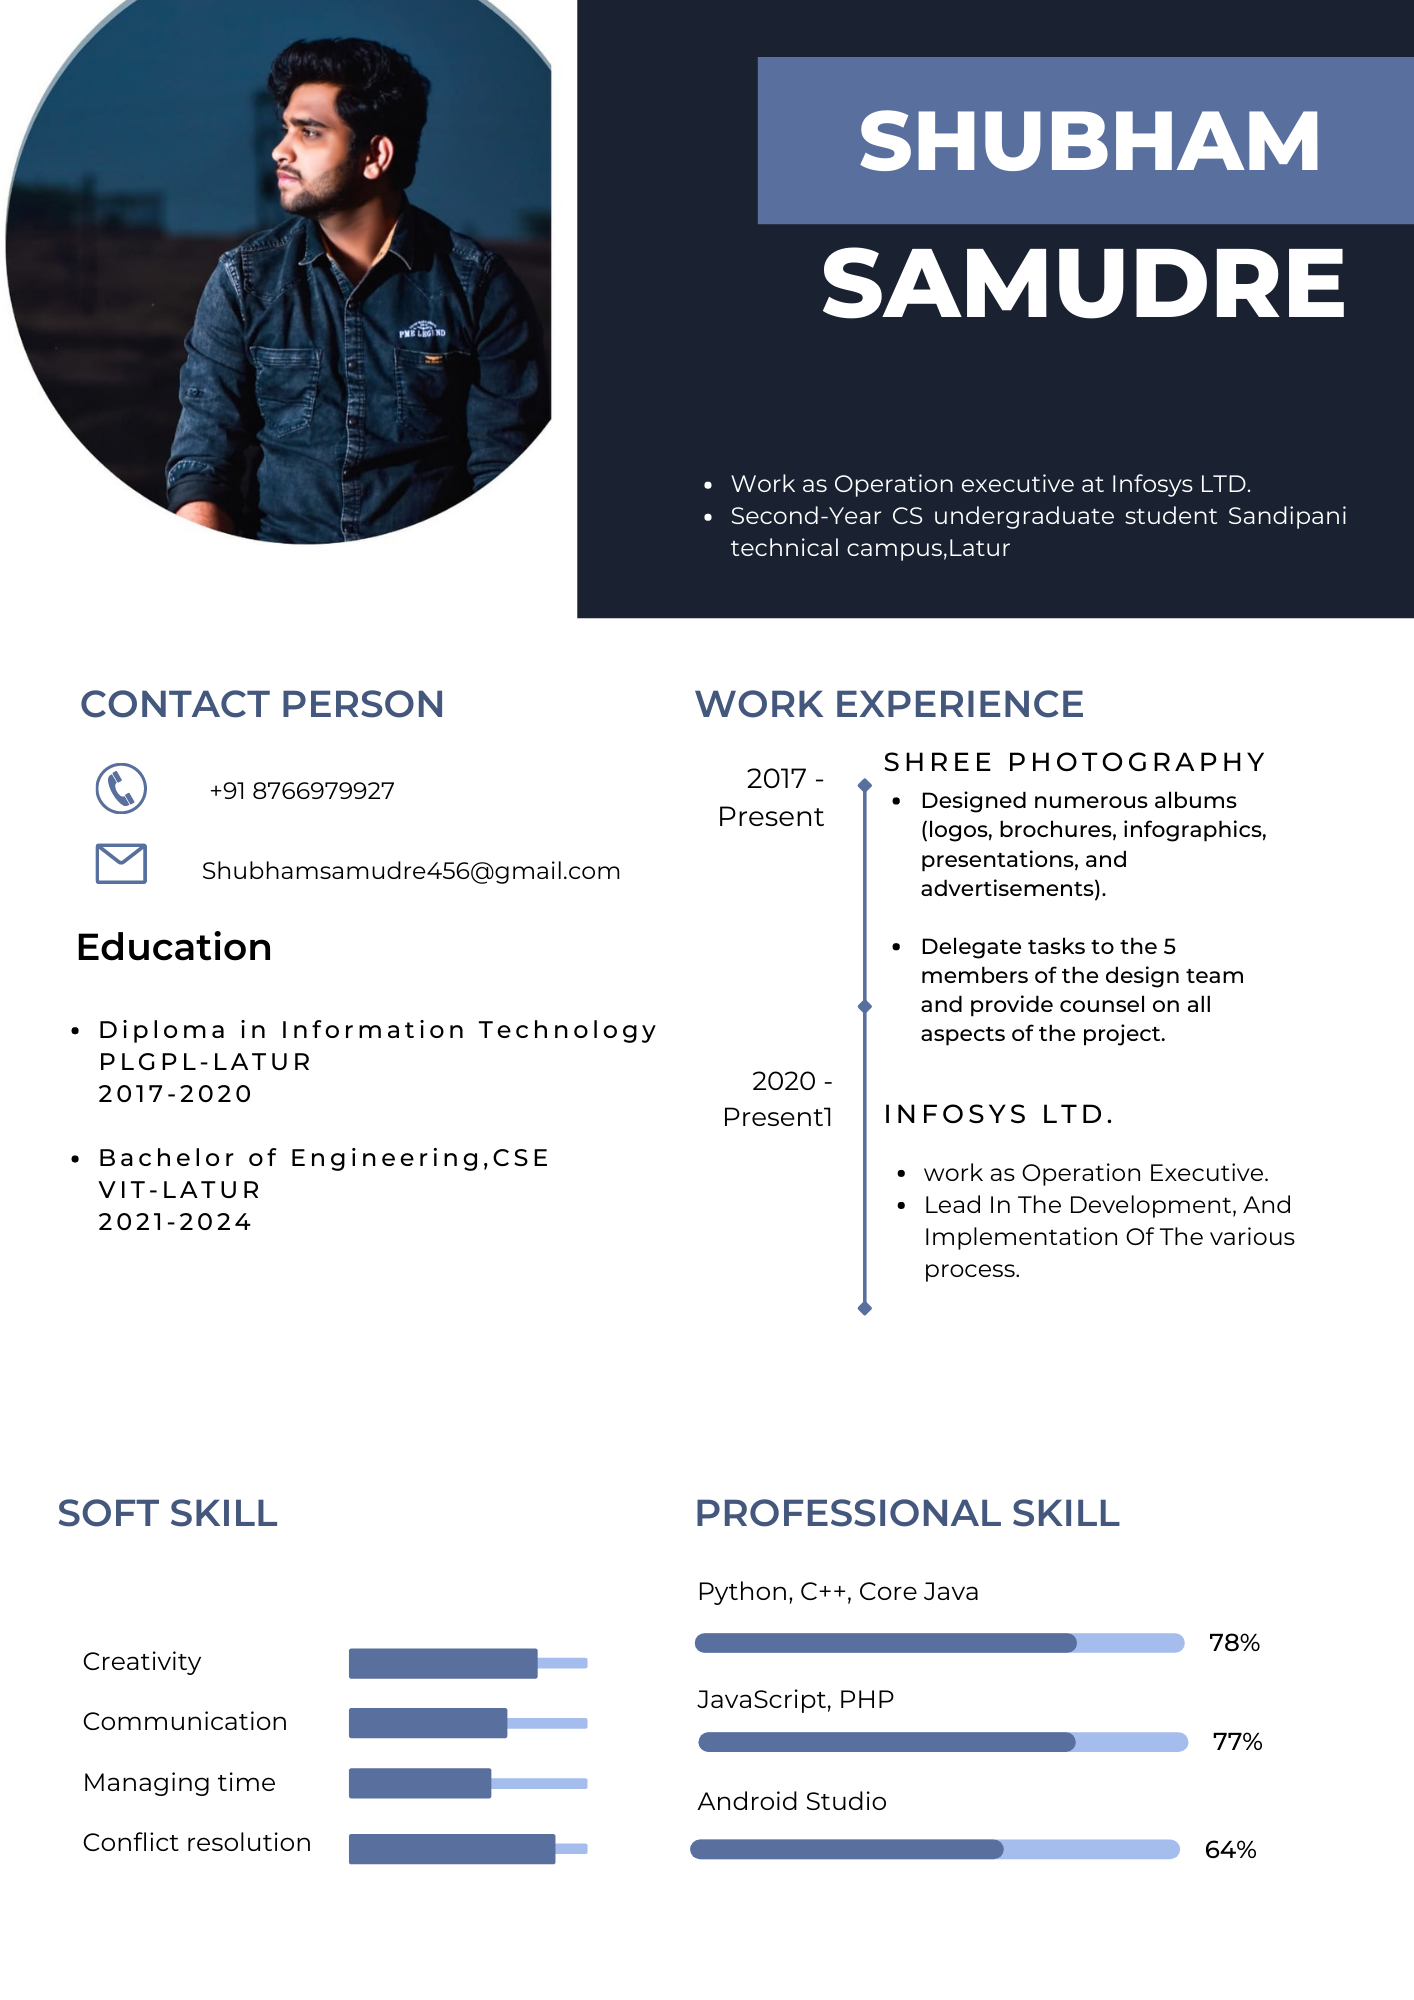 SHUBHAM
SAMUDRE
• Work as Operation executive at Infosys LTD.
• Second-Year CS undergraduate student Sandipani
technical campus,Latur
CONTACT PERSON
+91 8766979927
Shubhamsamudre456@gmail.com
Education
• Diploma in Information Technology
PLGPL-LATUR
2017-2020
• Bachelor of Engineering,CSE
VIT-LATUR
2021-2024
WORK EXPERIENCE
2017 -
Present
SHREE PHOTOGRAPHY
• Designed numerous albums
(logos, brochures, infographics,
presentations, and
advertisements).
• Delegate tasks to the 5
members of the design team
and provide counsel on all
aspects of the project.
2020 -
Present1
INFOSYS LTD.
• work as Operation Executive.
• Lead In The Development, And
Implementation Of The various
process.
SOFT SKILL
Creativity
Communication
Managing time
Conflict resolution
PROFESSIONAL SKILL
Python, C++, Core Java
78%
JavaScript, PHP
77%
Android Studio
64%